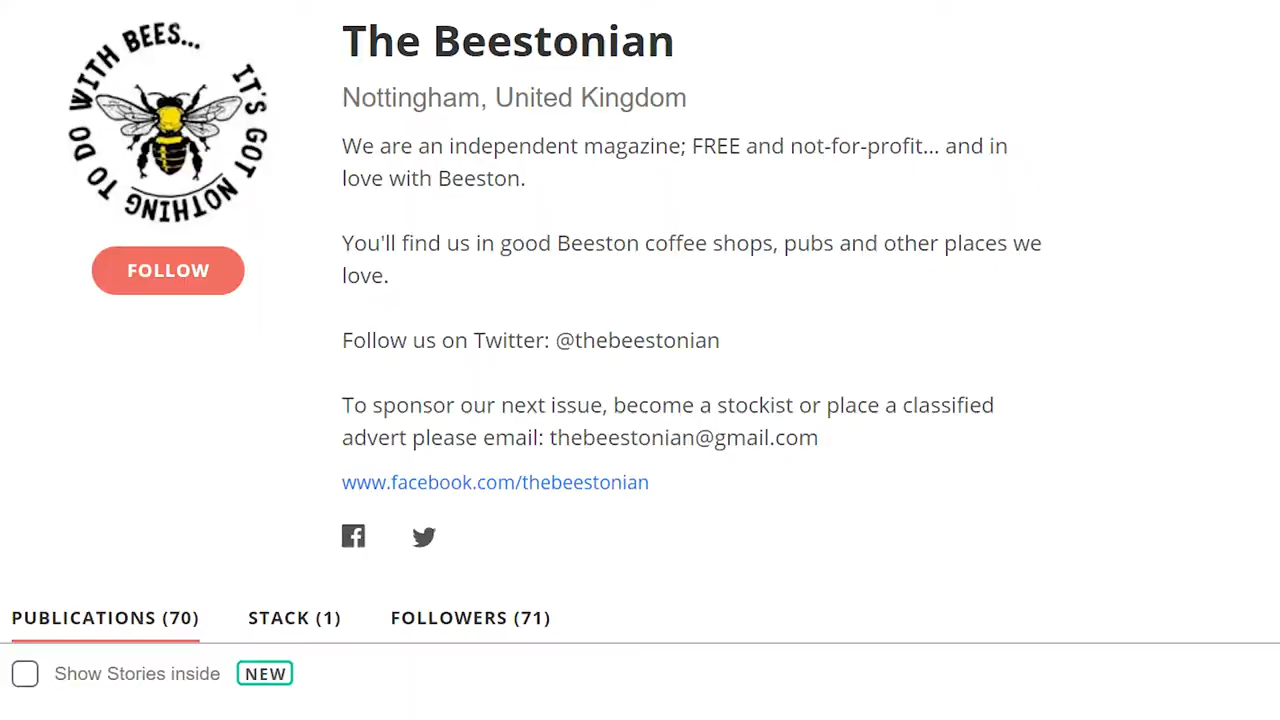 WITH BEES... IT'S GOT NOTHING TO DO
The Beestonian
Nottingham, United Kingdom
We are an independent magazine; FREE and not-for-profit... and in
love with Beeston.
You'll find us in good Beeston coffee shops, pubs and other places we
love.
Follow us on Twitter: @thebeestonian
To sponsor our next issue, become a stockist or place a classified
advert please email: thebeestonian@gmail.com
www.facebook.com/thebeestonian
FOLLOW
PUBLICATIONS (70) STACK (1) FOLLOWERS (71)
Show Stories inside NEW